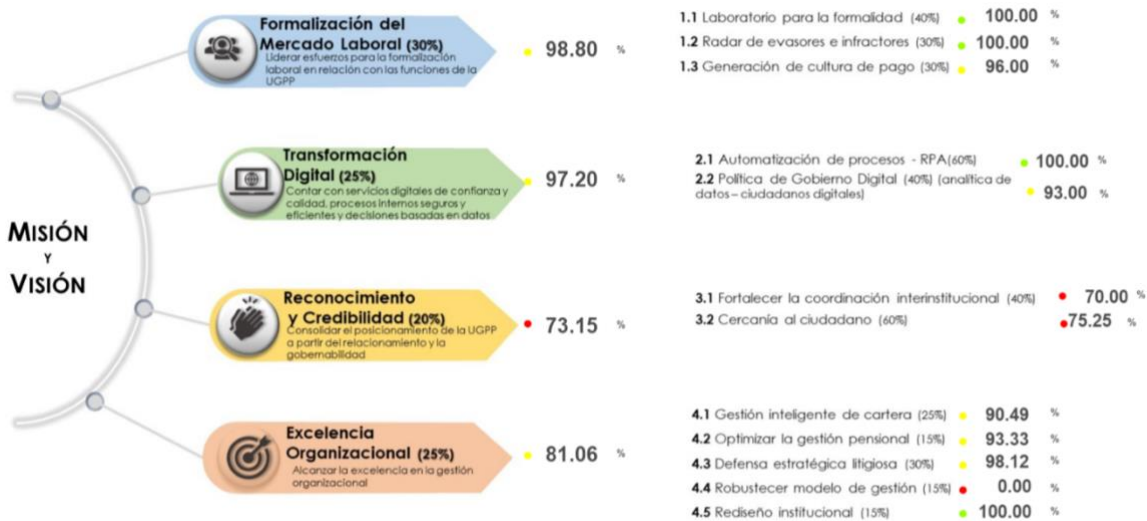 MISIÓN
Y
VISIÓN
Formalización del
Mercado Laboral (30%)
Liderar esfuerzos para la formalización
laboral en relación con las funciones de la
UGPP
98.80 %
1.1 Laboratorio para la formalidad (40%) 100.00 %
1.2 Radar de evasores e infractores (30%) 100.00 %
1.3 Generación de cultura de pago (30%) 96.00 %
Transformación
Digital (25%)
Contar con servicios digitales de confianza y
calidad, procesos internos seguros y
eficientes y decisiones basadas en datos
97.20 %
2.1 Automatización de procesos - RPA(60%) 100.00 %
2.2 Política de Gobierno Digital (40%) (analítica de
datos – ciudadanos digitales) 93.00 %
Reconocimiento
y Credibilidad (20%)
Consolidar el posicionamiento de la UGPP
a partir del relacionamiento y la
gobernabilidad
73.15 %
3.1 Fortalecer la coordinación interinstitucional (40%) 70.00 %
3.2 Cercanía al ciudadano (60%) 75.25 %
Excelencia
Organizacional (25%)
Alcanzar la excelencia en la gestión
organizacional
81.06 %
4.1 Gestión inteligente de cartera (25%) 90.49 %
4.2 Optimizar la gestión pensional (15%) 93.33 %
4.3 Defensa estratégica litigiosa (30%) 98.12 %
4.4 Robustecer modelo de gestión (15%) 0.00 %
4.5 Rediseño institucional (15%) 100.00 %